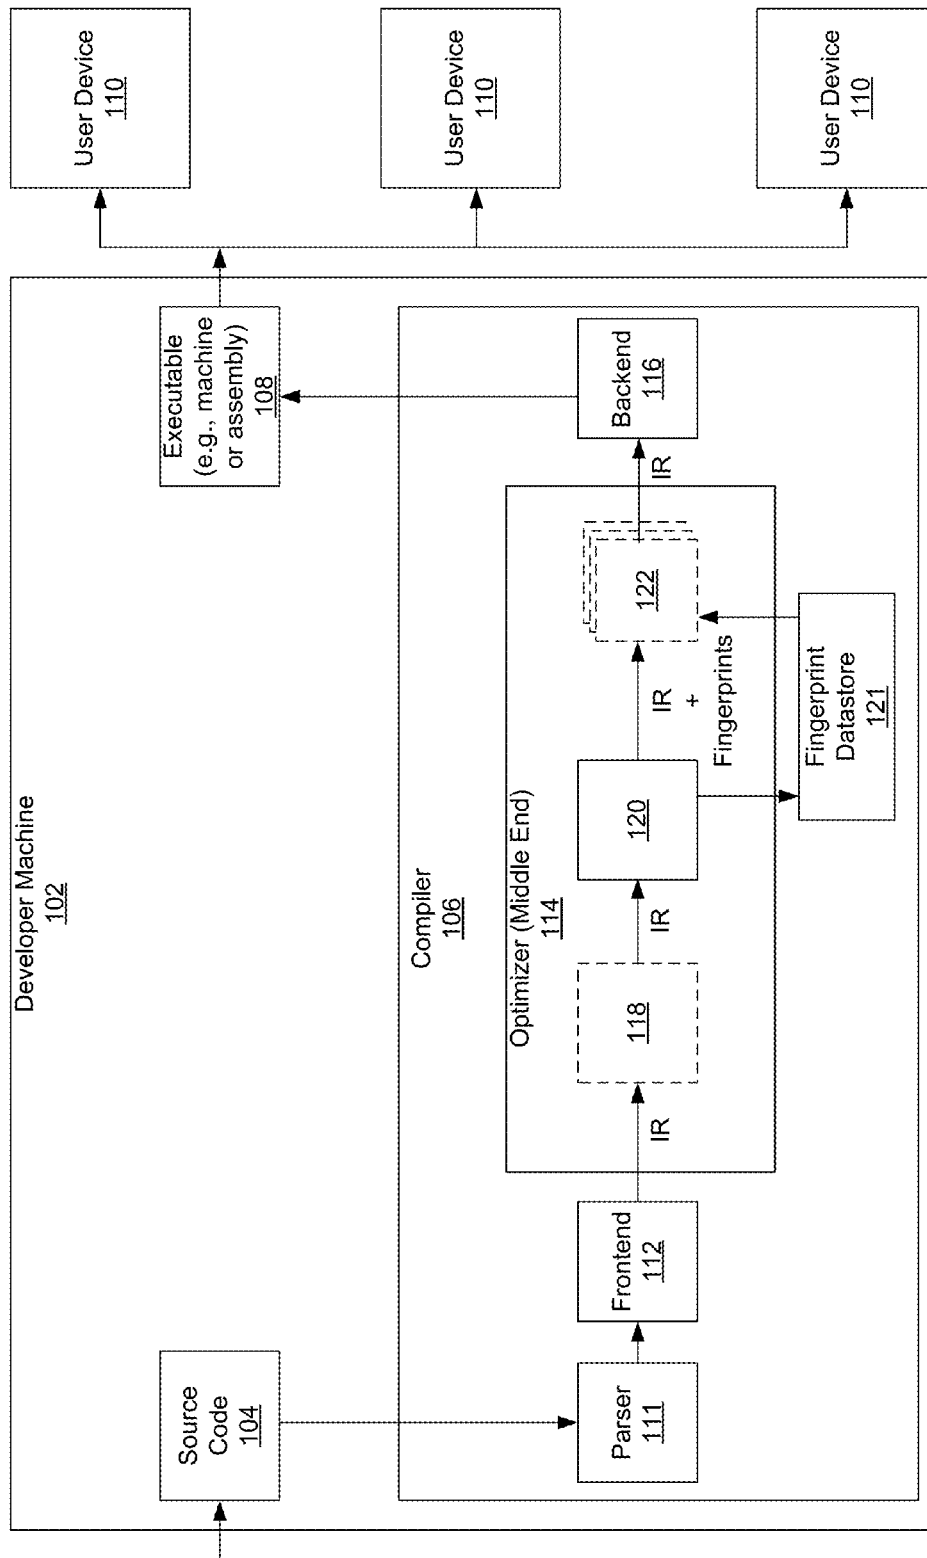 Developer Machine
102
Source
Code
104
Executable
(e.g., machine
or assembly)
108
User Device
110
User Device
110
User Device
110
Compiler
106
Optimizer (Middle End)
114
Parser
111
Frontend
112
IR
118
IR
120
IR
+
Fingerprints
122
IR
Backend
116
Fingerprint
Datastore
121